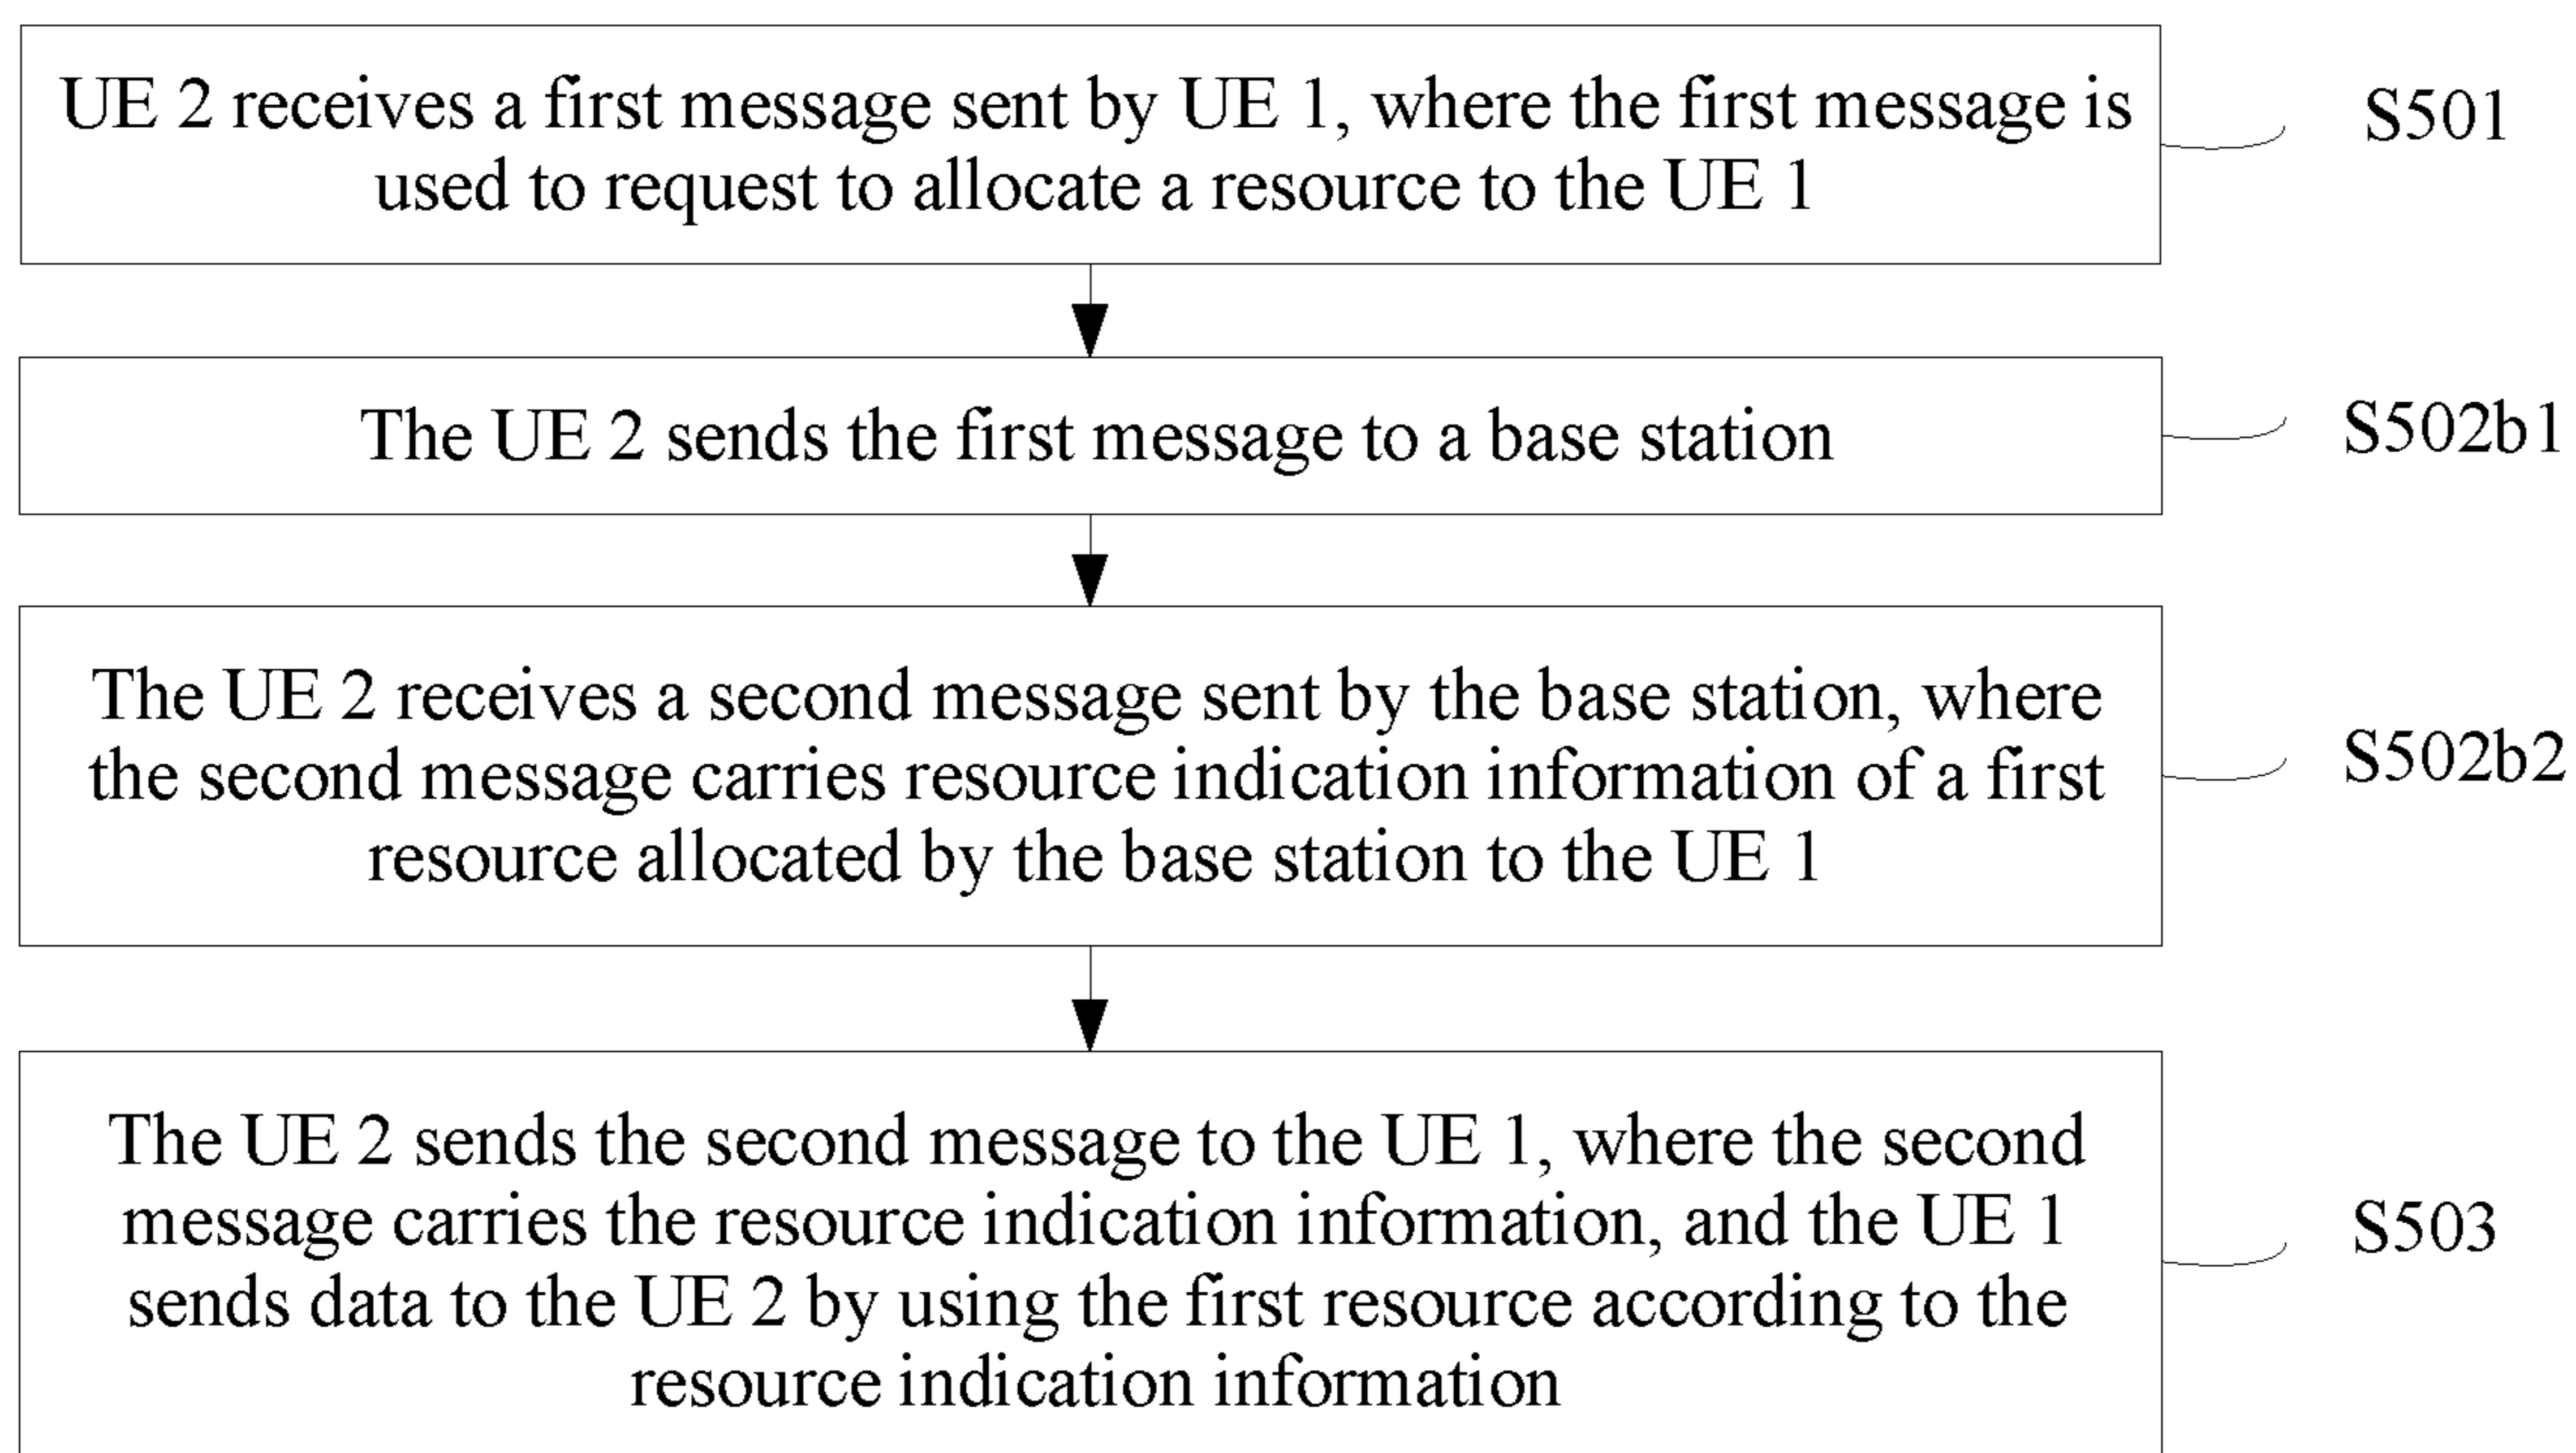 UE 2 receives a first message sent by UE 1, where the first message is
used to request to allocate a resource to the UE 1
S501
The UE 2 sends the first message to a base station
S502b1
The UE 2 receives a second message sent by the base station, where
the second message carries resource indication information of a first
resource allocated by the base station to the UE 1
S502b2
The UE 2 sends the second message to the UE 1, where the second
message carries the resource indication information, and the UE 1
sends data to the UE 2 by using the first resource according to the
resource indication information
S503